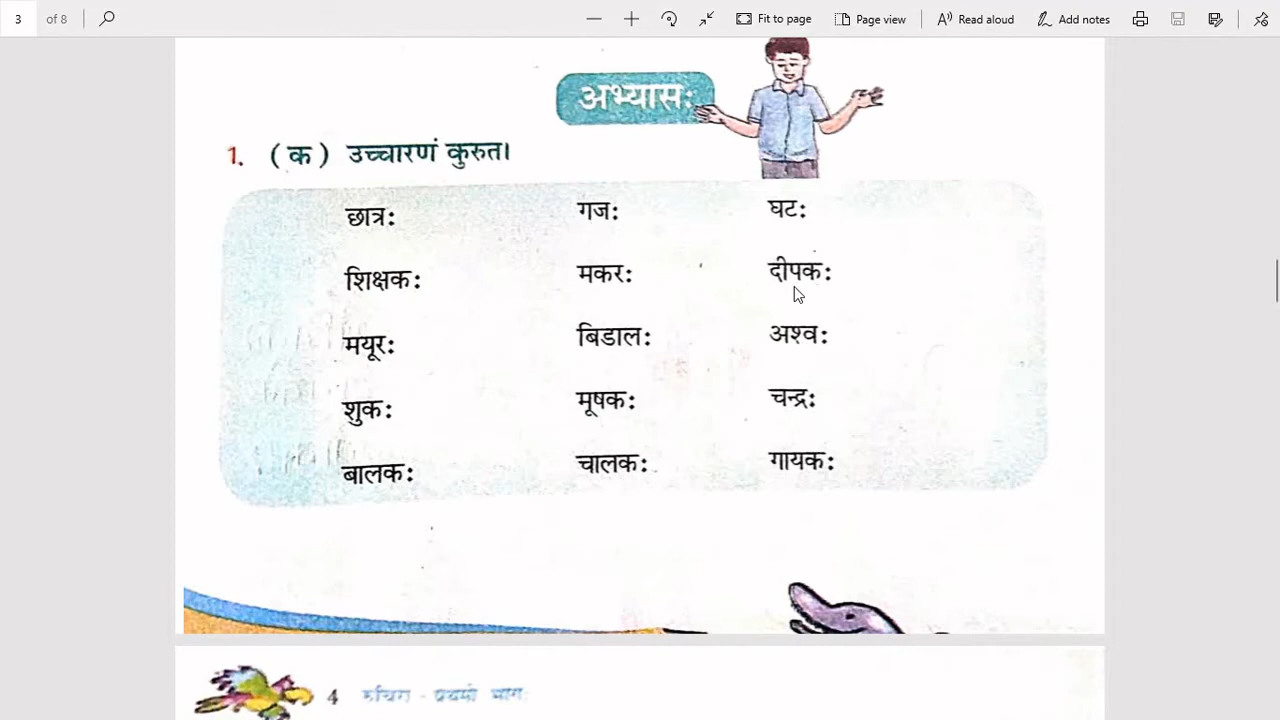 3 of 8 Fit to page Page view Read aloud Add notes
अभ्यासः
1. (क) उच्चारणं कुरुत।
छात्रः गजः घटः
शिक्षकः मकरः दीपकः
मयूरः बिडालः अश्वः
शुकः मूषकः चन्द्रः
बालकः चालकः गायकः
4 रुचिरा - प्रथमो भागः